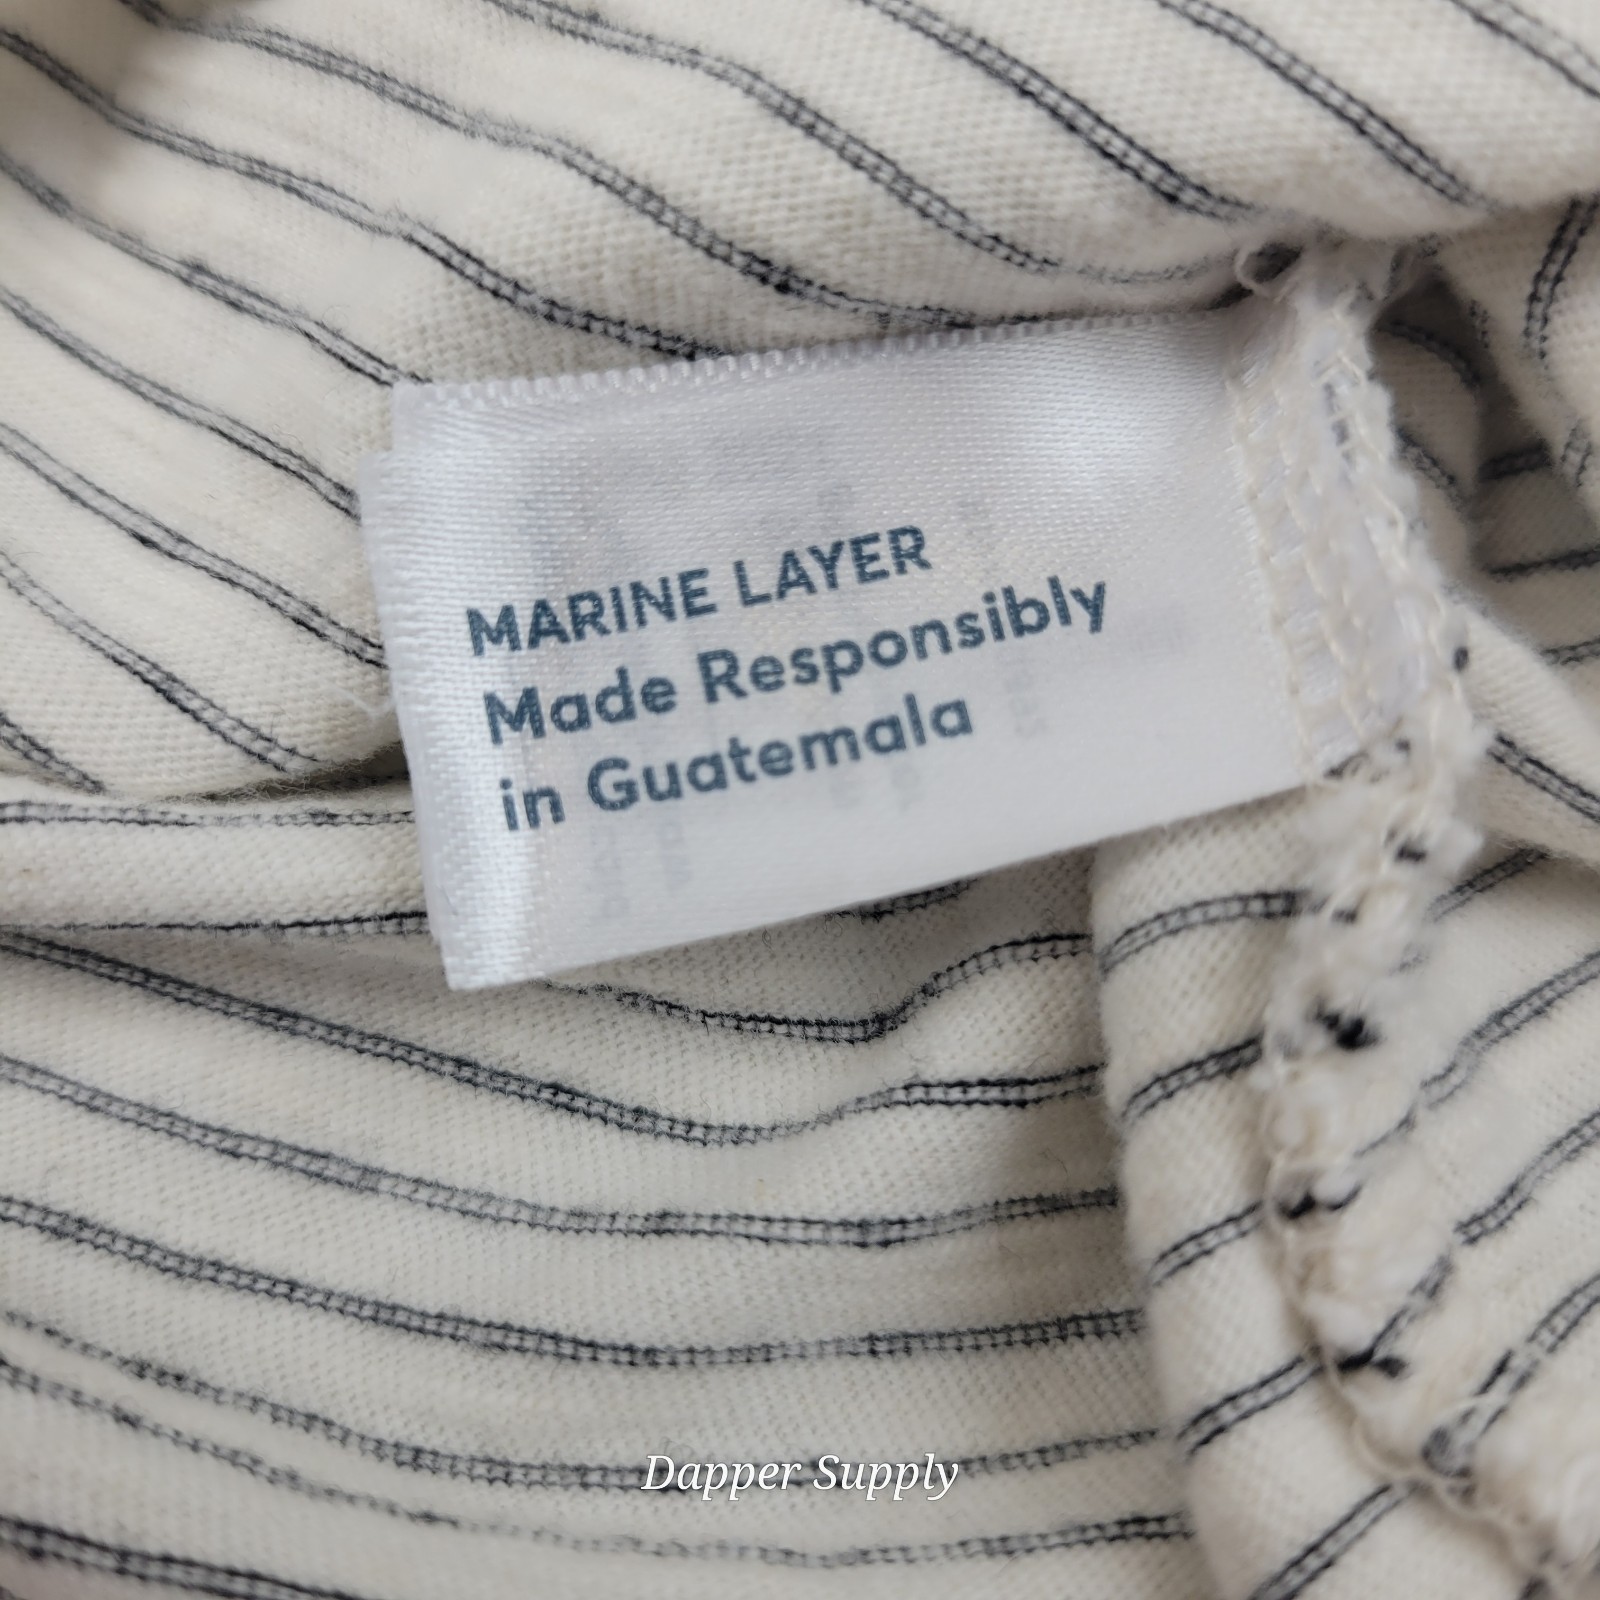 MARINE LAYER
Made Responsibly
in Guatemala
Dapper Supply